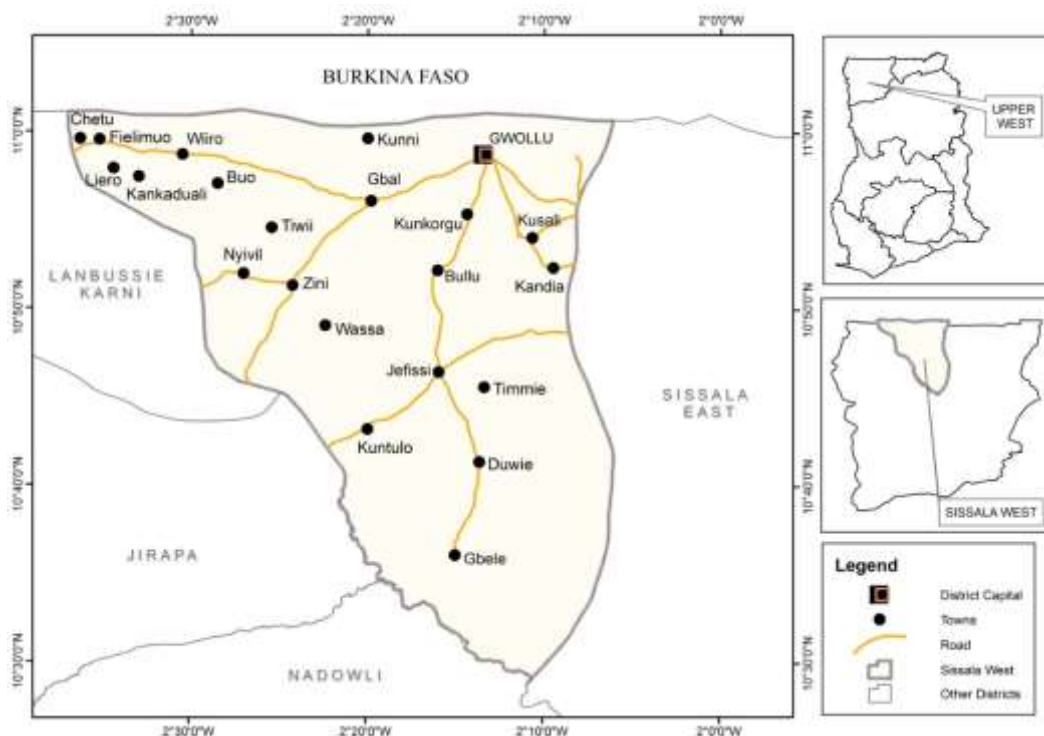 2°30'0"W
2°20'0"W
2°10'0"W
2°0'0"W
BURKINA FASO
11°0'0"N
11°0'0"N
Chetu
Fielimuo
Wiiro
Kunni
GWOLLU
Liero
Kankaduali
Buo
Gbal
Tiwii
Kunkorgu
Kusali
Nyivil
Zini
Bullu
Kandia
LANBUSSIE
KARNI
10°50'0"N
10°50'0"N
Wassa
Jefissi
Timmie
SISSALA
EAST
Kuntulo
Duwie
10°40'0"N
10°40'0"N
JIRAPA
Gbele
NADOWLI
10°30'0"N
10°30'0"N
2°30'0"W
2°20'0"W
2°10'0"W
2°0'0"W
UPPER
WEST
SISSALA WEST
Legend
District Capital
Towns
Road
Sissala West
Other Districts